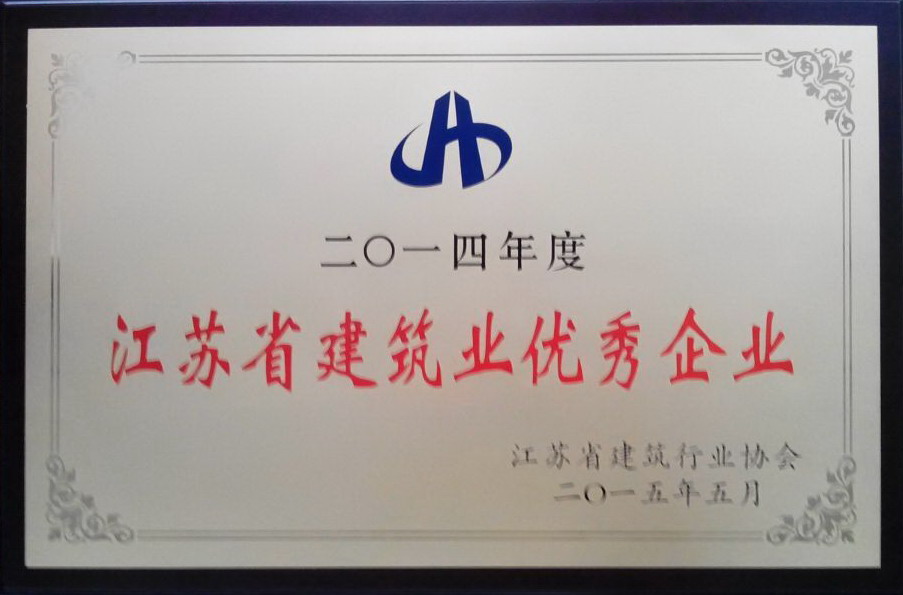 二〇一四年度
江苏省建筑业优秀企业
江苏省建筑行业协会
二〇一五年五月